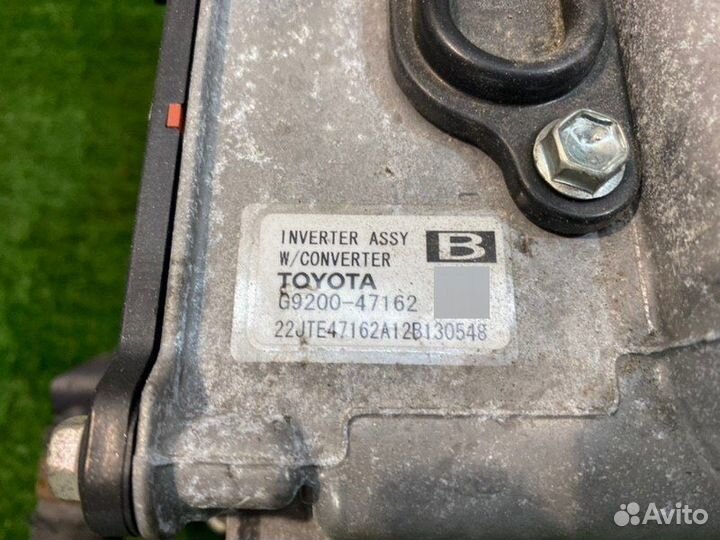 INVERTER ASSY B
W/CONVERTER
TOYOTA
G9200-47162
22JTE47162A12B130548
Avito